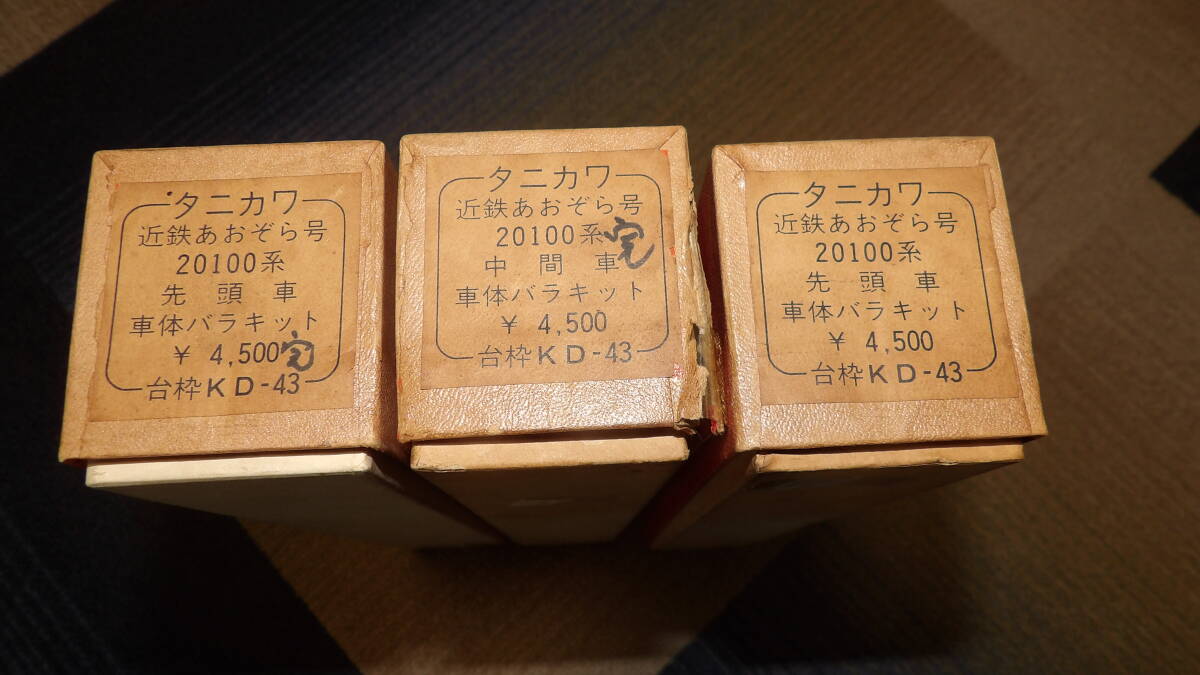 タニカワ
近鉄あおぞら号
20100系
先頭車
車体バラキット
¥ 4,500完
台枠KD-43
タニカワ
近鉄あおぞら号
20100系完
中間車
車体バラキット
¥ 4,500
台枠KD-43
タニカワ
近鉄あおぞら号
20100系
先頭車
車体バラキット
¥ 4,500
台枠KD-43